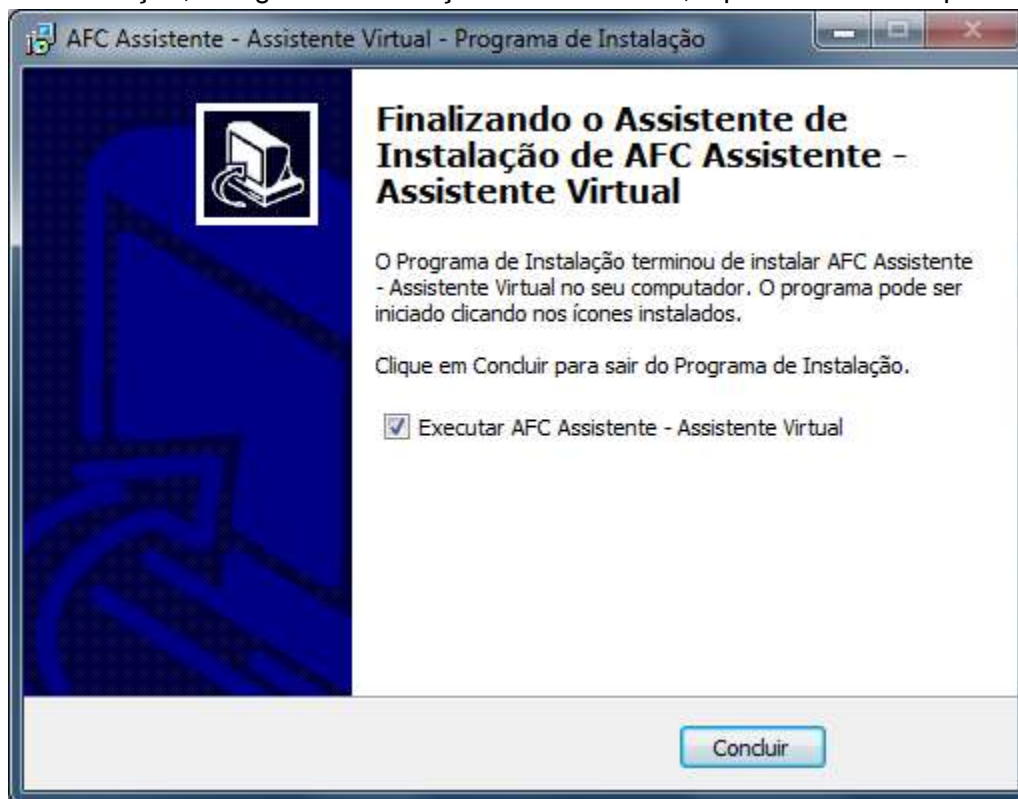 AFC Assistente - Assistente Virtual - Programa de Instalação
Finalizando o Assistente de
Instalação de AFC Assistente -
Assistente Virtual
O Programa de Instalação terminou de instalar AFC Assistente
- Assistente Virtual no seu computador. O programa pode ser
iniciado clicando nos ícones instalados.
Clique em Concluir para sair do Programa de Instalação.
Executar AFC Assistente - Assistente Virtual
Concluir